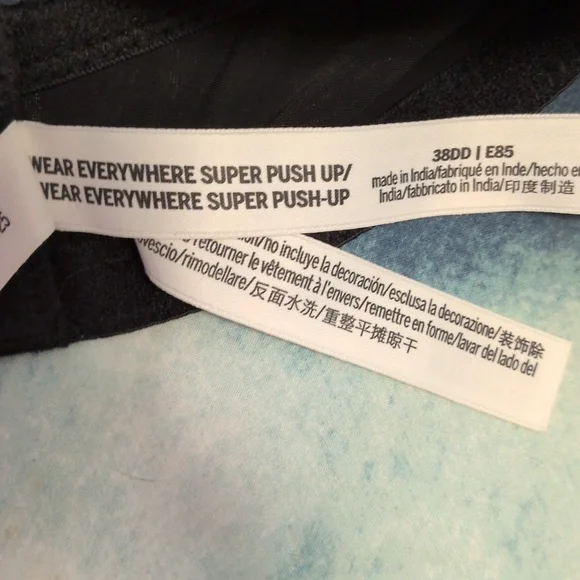 WEAR EVERYWHERE SUPER PUSH UP/
WEAR EVERYWHERE SUPER PUSH-UP
38DD | E85
made in India/fabriqué en Inde/hecho en
India/fabbricato in India/印度制造
no incluye la decoración/esclusa la decorazione/装饰除
retourner le vêtement à l'envers/remettre en forme/lavar del lado del
rovescio/rimodellare/反面水洗/重整平摊晾干